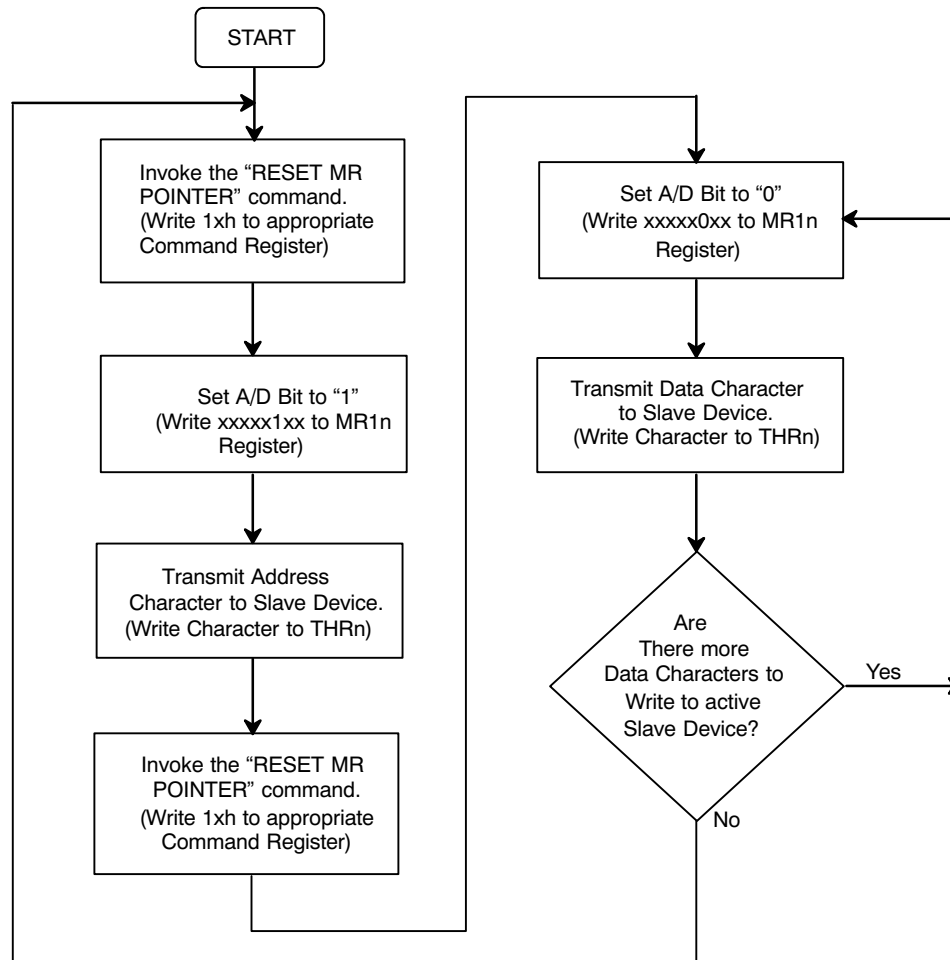 START
Invoke the “RESET MR
POINTER” command.
(Write 1xh to appropriate
Command Register)
Set A/D Bit to “1”
(Write xxxxx1xx to MR1n
Register)
Transmit Address
Character to Slave Device.
(Write Character to THRn)
Invoke the “RESET MR
POINTER” command.
(Write 1xh to appropriate
Command Register)
Set A/D Bit to “0”
(Write xxxxx0xx to MR1n
Register)
Transmit Data Character
to Slave Device.
(Write Character to THRn)
Are
There more
Data Characters to
Write to active
Slave Device?
Yes
No